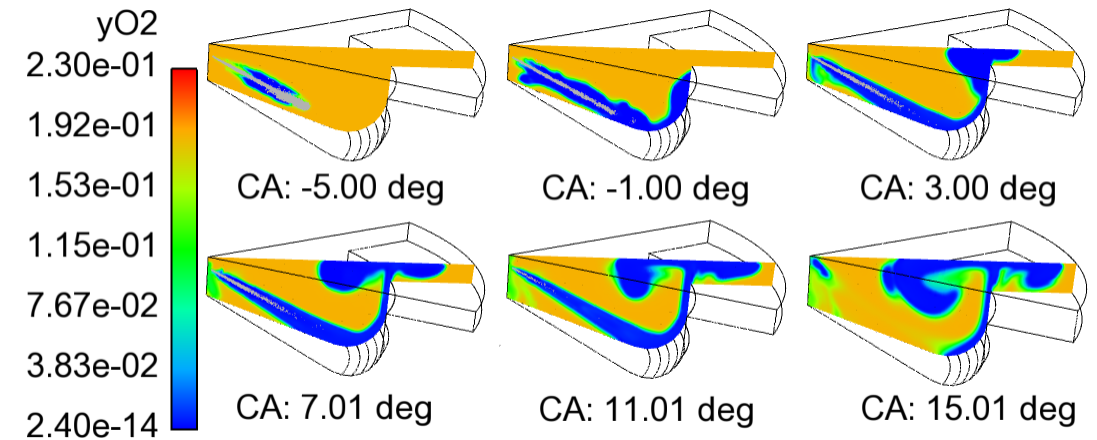 yO2
2.30e-01
1.92e-01
1.53e-01
1.15e-01
7.67e-02
3.83e-02
2.40e-14
CA: -5.00 deg
CA: -1.00 deg
CA: 3.00 deg
CA: 7.01 deg
CA: 11.01 deg
CA: 15.01 deg